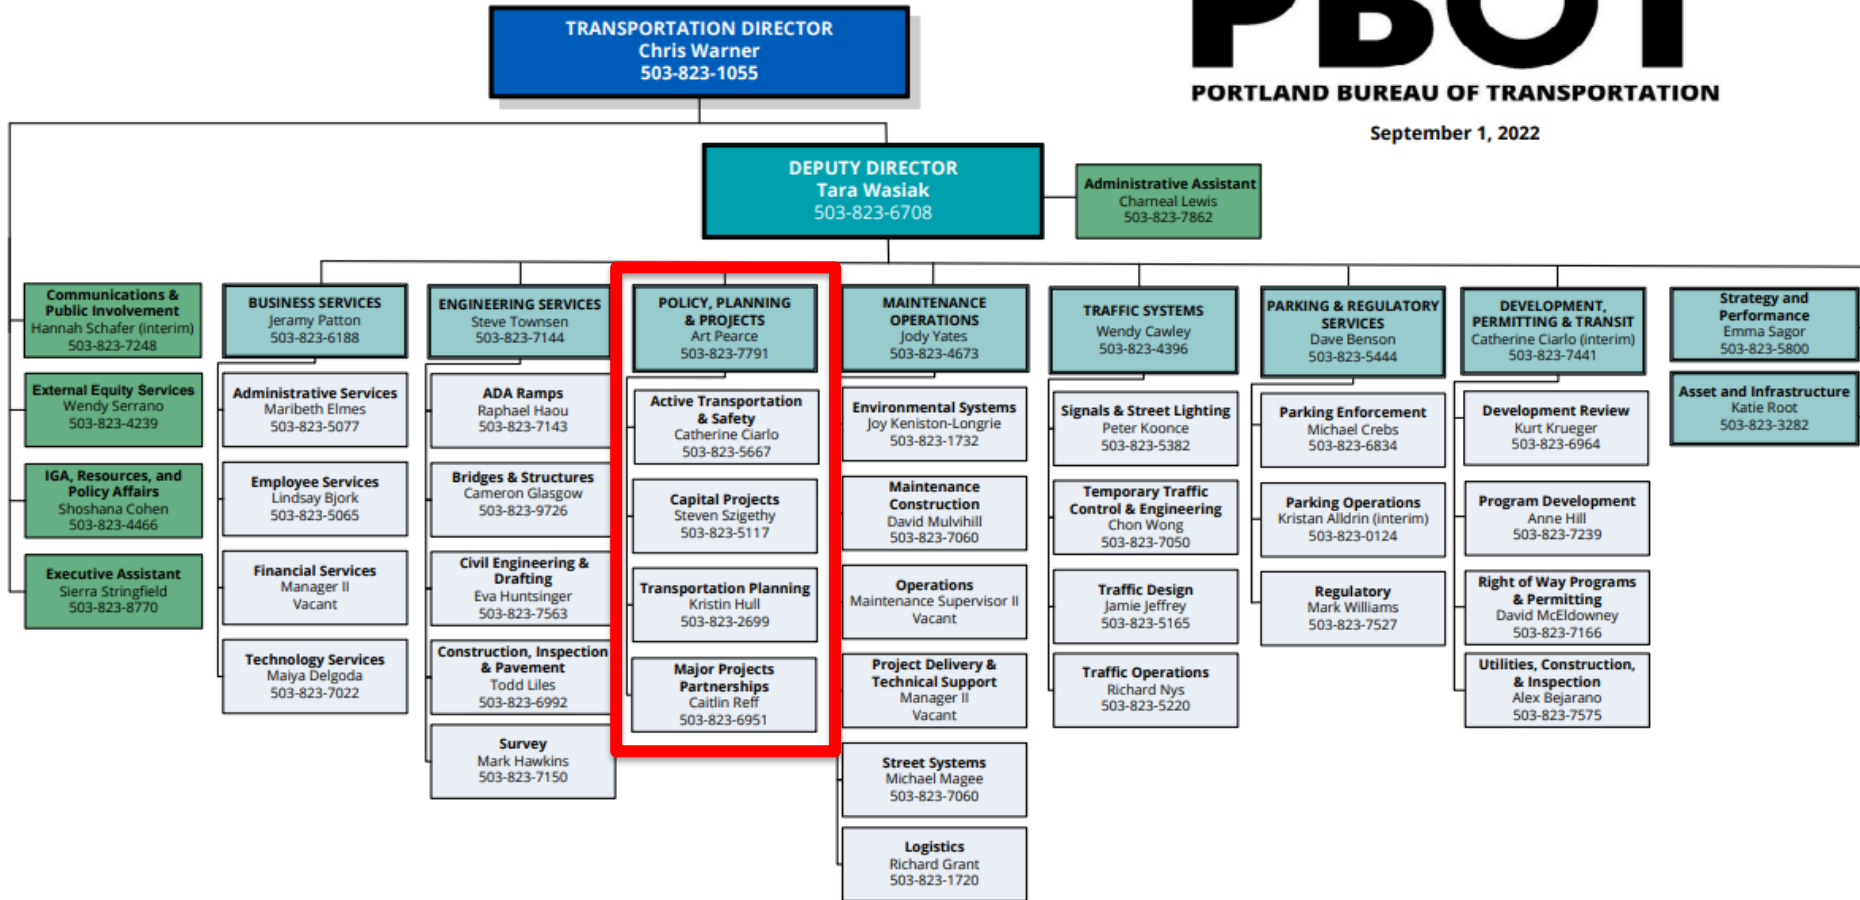 PBOT
PORTLAND BUREAU OF TRANSPORTATION
September 1, 2022
TRANSPORTATION DIRECTOR
Chris Warner
503-823-1055
DEPUTY DIRECTOR
Tara Wasiak
503-823-6708
Administrative Assistant
Charneal Lewis
503-823-7862
Communications &
Public Involvement
Hannah Schafer (interim)
503-823-7248
External Equity Services
Wendy Serrano
503-823-4239
IGA, Resources, and
Policy Affairs
Shoshana Cohen
503-823-4466
Executive Assistant
Sierra Stringfield
503-823-8770
BUSINESS SERVICES
Jeramy Patton
503-823-6188
Administrative Services
Maribeth Elmes
503-823-5077
Employee Services
Lindsay Bjork
503-823-5065
Financial Services
Manager II
Vacant
Technology Services
Maiya Delgoda
503-823-7022
ENGINEERING SERVICES
Steve Townsen
503-823-7144
ADA Ramps
Raphael Haou
503-823-7143
Bridges & Structures
Cameron Glasgow
503-823-9726
Civil Engineering &
Drafting
Eva Huntsinger
503-823-7563
Construction, Inspection
& Pavement
Todd Liles
503-823-6992
Survey
Mark Hawkins
503-823-7150
POLICY, PLANNING
& PROJECTS
Art Pearce
503-823-7791
Active Transportation
& Safety
Catherine Ciarlo
503-823-5667
Capital Projects
Steven Szigethy
503-823-5117
Transportation Planning
Kristin Hull
503-823-2699
Major Projects
Partnerships
Caitlin Reff
503-823-6951
MAINTENANCE
OPERATIONS
Jody Yates
503-823-4673
Environmental Systems
Joy Keniston-Longrie
503-823-1732
Maintenance
Construction
David Mulvihill
503-823-7060
Operations
Maintenance Supervisor II
Vacant
Project Delivery &
Technical Support
Manager II
Vacant
Street Systems
Michael Magee
503-823-7060
Logistics
Richard Grant
503-823-1720
TRAFFIC SYSTEMS
Wendy Cawley
503-823-4396
Signals & Street Lighting
Peter Koonce
503-823-5382
Temporary Traffic
Control & Engineering
Chon Wong
503-823-7050
Traffic Design
Jamie Jeffrey
503-823-5165
Traffic Operations
Richard Nys
503-823-5220
PARKING & REGULATORY
SERVICES
Dave Benson
503-823-5444
Parking Enforcement
Michael Crebs
503-823-6834
Parking Operations
Kristan Alldrin (interim)
503-823-0124
Regulatory
Mark Williams
503-823-7527
DEVELOPMENT,
PERMITTING & TRANSIT
Catherine Ciarlo (interim)
503-823-7441
Development Review
Kurt Krueger
503-823-6964
Program Development
Anne Hill
503-823-7239
Right of Way Programs
& Permitting
David McEldowney
503-823-7166
Utilities, Construction,
& Inspection
Alex Bejarano
503-823-7575
Strategy and
Performance
Emma Sagor
503-823-5800
Asset and Infrastructure
Katie Root
503-823-3282